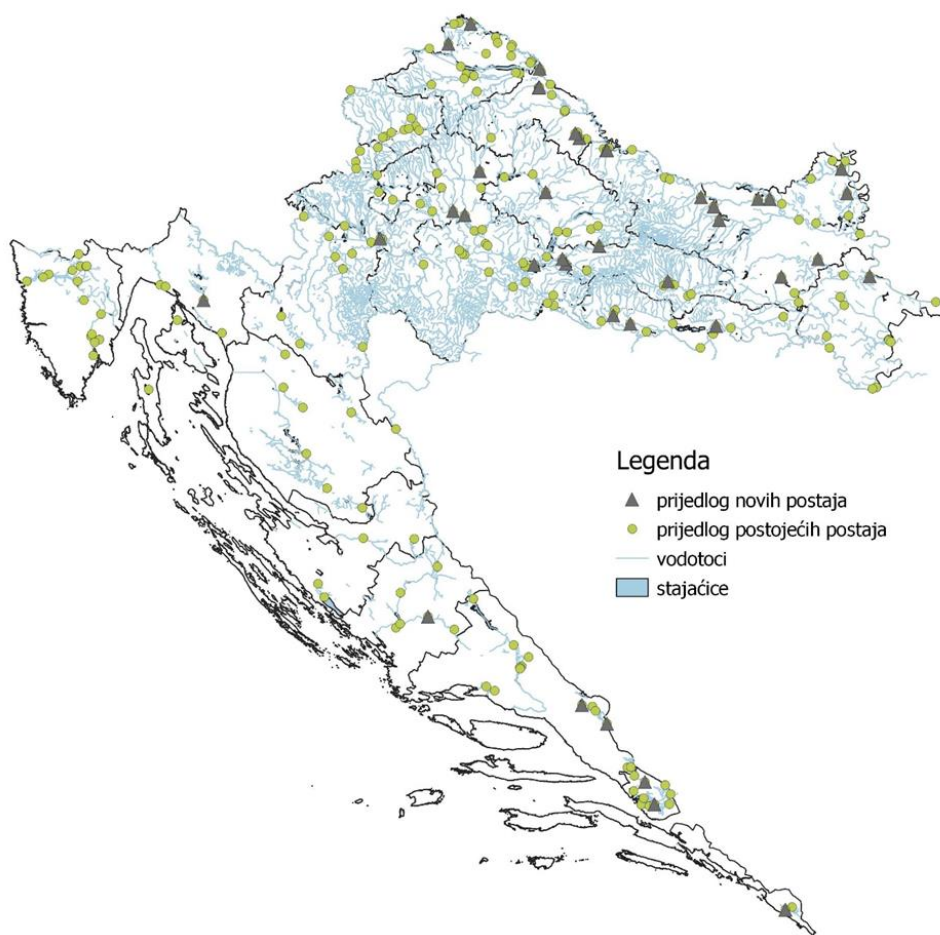 Legenda
prijedlog novih postaja
prijedlog postojećih postaja
vodotoci
stajaćice